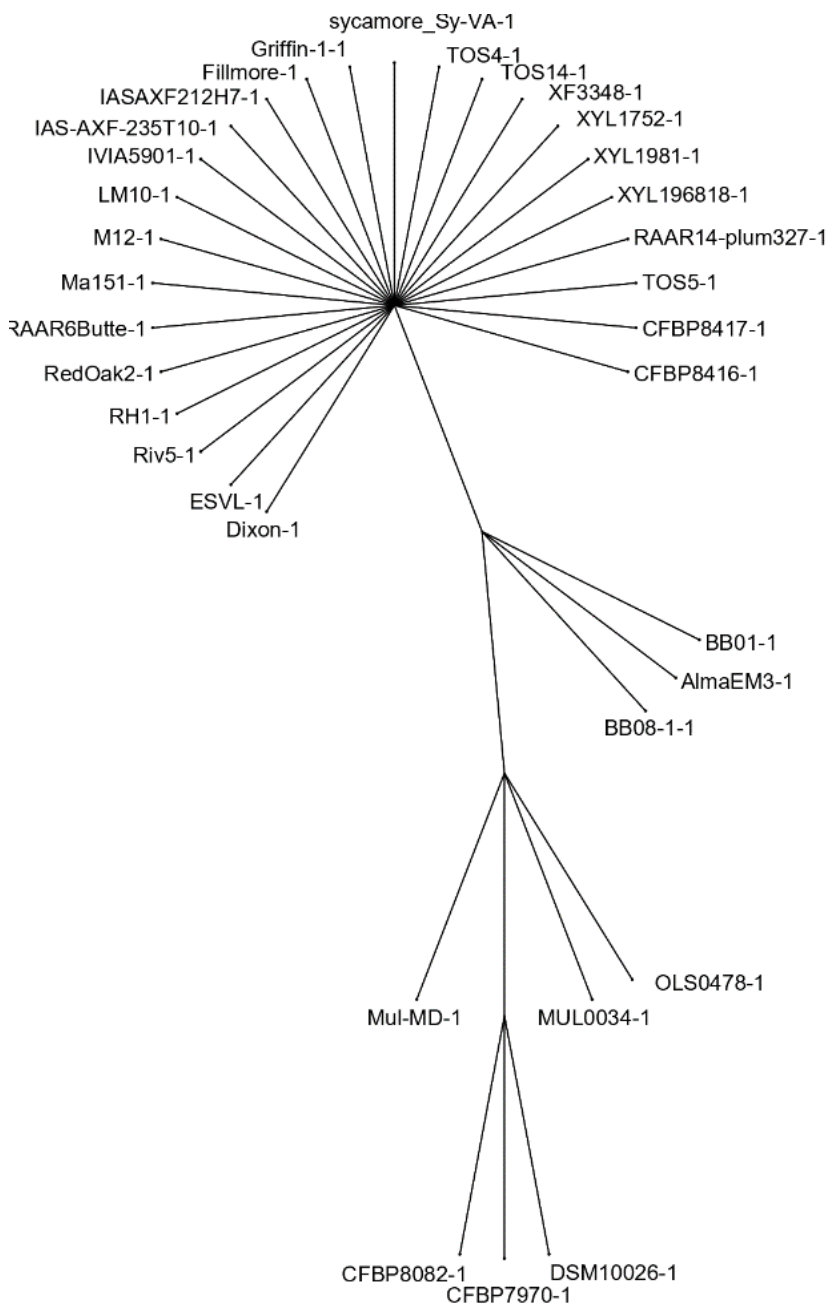 sycamore_Sy-VA-1
Griffin-1-1
TOS4-1
Fillmore-1
TOS14-1
IASAXF212H7-1
XF3348-1
IAS-AXF-235T10-1
XYL1752-1
IVIA5901-1
XYL1981-1
LM10-1
XYL196818-1
M12-1
RAAR14-plum327-1
Ma151-1
TOS5-1
RAAR6Butte-1
CFBP8417-1
RedOak2-1
CFBP8416-1
RH1-1
Riv5-1
ESVL-1
Dixon-1
BB01-1
AlmaEM3-1
BB08-1-1
OLS0478-1
Mul-MD-1
MUL0034-1
CFBP8082-1
DSM10026-1
CFBP7970-1